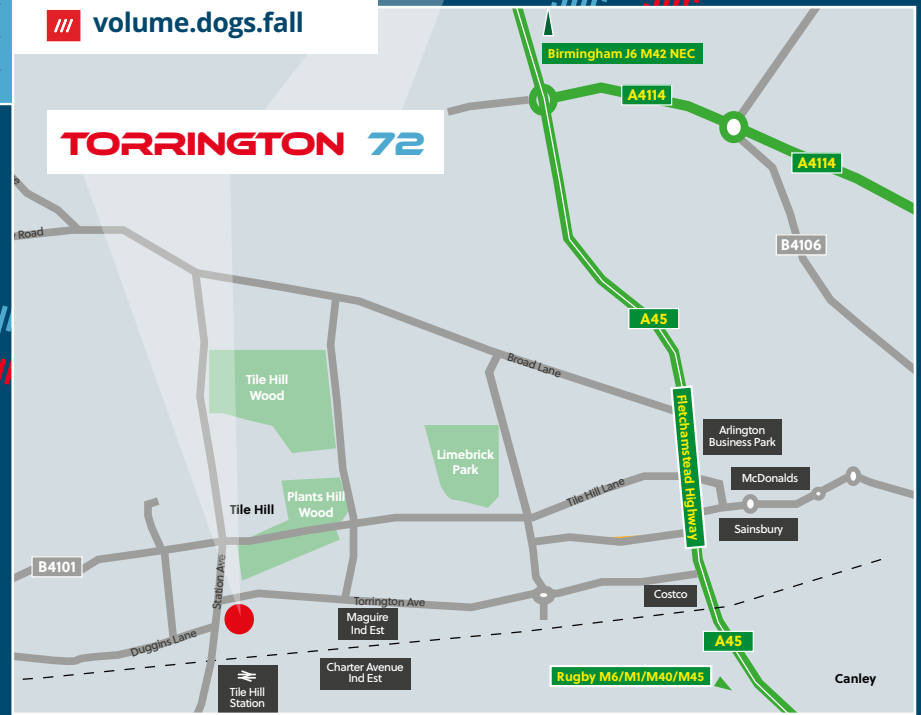 volume.dogs.fall
Birmingham J6 M42 NEC
A4114
TORRINGTON 72
A4114
Road
B4106
A45
Broad Lane
Tile Hill
Wood
Fletchamstead Highway
Arlington
Business Park
Limebrick
Park
McDonalds
Plants Hill
Wood
Tile Hill Lane
Tile Hill
Sainsbury
B4101
Station Ave
Costco
Torrington Ave
Maguire
Ind Est
Duggins Lane
A45
Charter Avenue
Ind Est
Rugby M6/M1/M40/M45
Canley
Tile Hill
Station